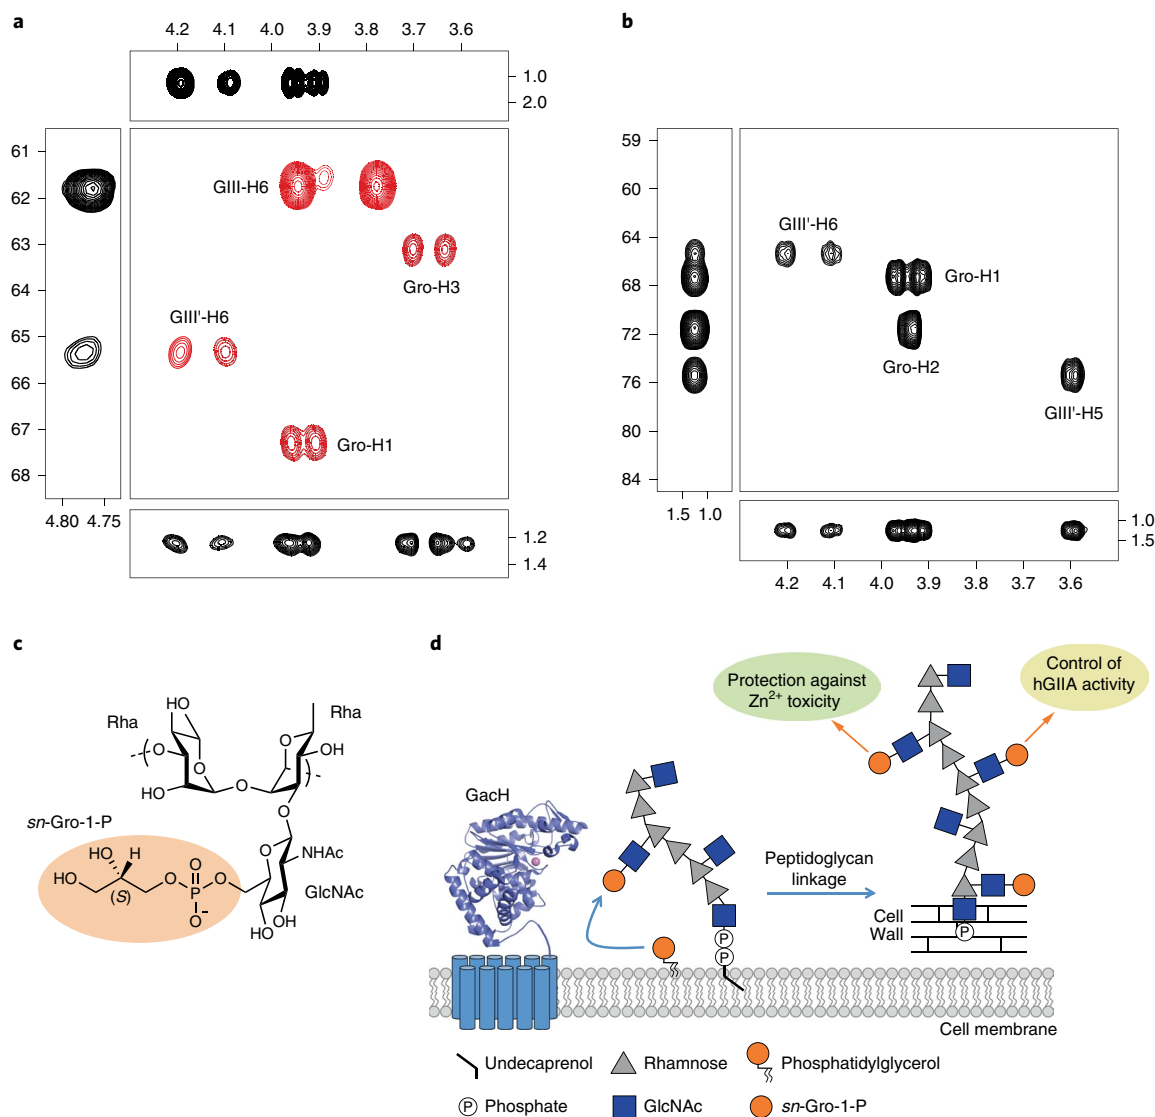 a
4.2 4.1 4.0 3.9 3.8 3.7 3.6
1.0
2.0
61
62
63
64
65
66
67
68
GIII-H6
Gro-H3
GIII'-H6
Gro-H1
4.80 4.75
1.2
1.4
b
59
60
64
68
72
76
80
84
GIII'-H6
Gro-H1
Gro-H2
GIII'-H5
1.5 1.0
1.0
1.5
4.2 4.1 4.0 3.9 3.8 3.7 3.6
c
HO
Rha
Rha
O
O
OH
O
HO
O
O
O
sn-Gro-1-P
HO
H
O
NHAc
HO
(S)
O
P
O
O
O-
GlcNAc
HO
OH
d
Protection against
Zn2+ toxicity
Control of
hGIIA activity
GacH
Peptidoglycan
linkage
P
P
Cell
Wall
P
Cell membrane
Undecaprenol
Rhamnose
Phosphatidylglycerol
P Phosphate
GlcNAc
sn-Gro-1-P